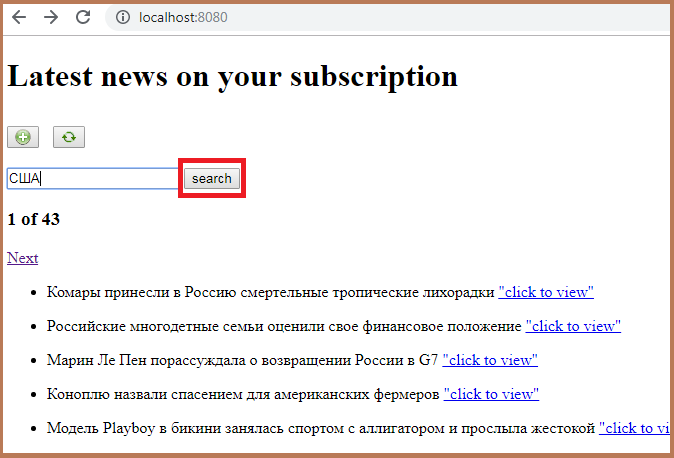 localhost:8080
Latest news on your subscription
США search
1 of 43
Next
Комары принесли в Россию смертельные тропические лихорадки "click to view"
Российские многодетные семьи оценили свое финансовое положение "click to view"
Марин Ле Пен порассуждала о возвращении России в G7 "click to view"
Коноплю назвали спасением для американских фермеров "click to view"
Модель Playboy в бикини занялась спортом с аллигатором и прослыла жестокой "click to vi